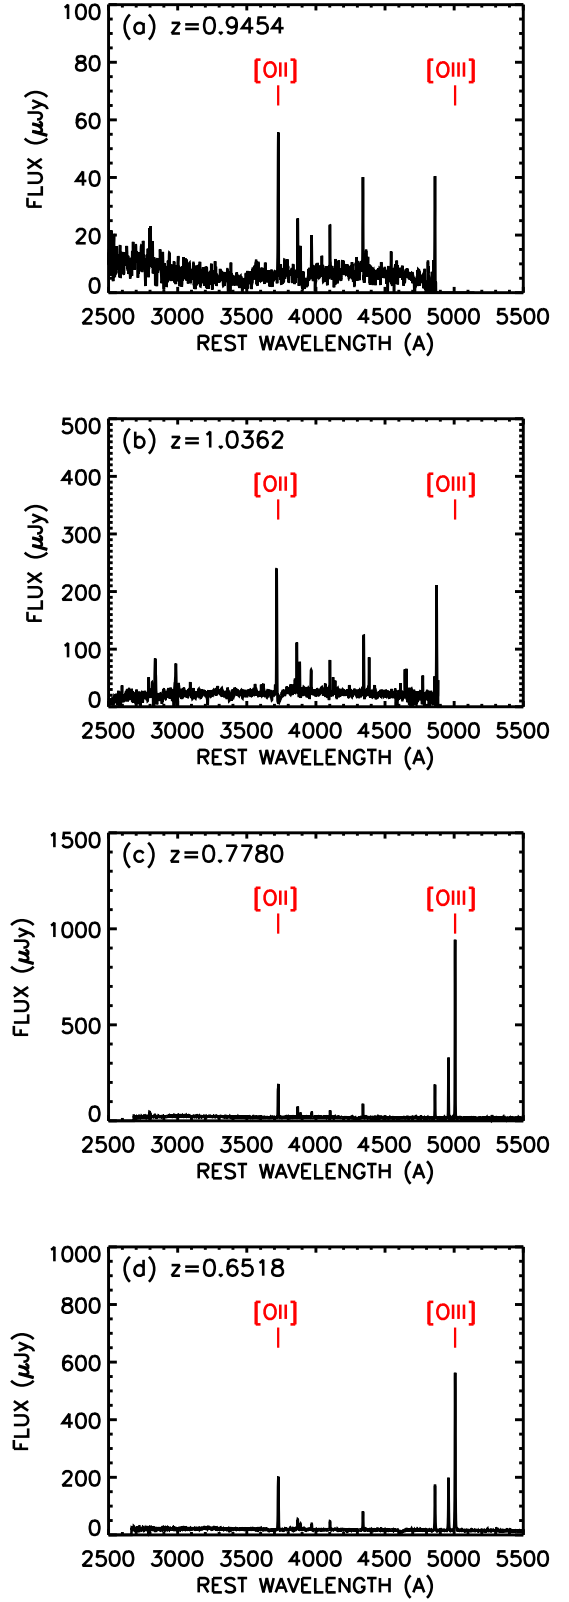 100
(a) z=0.9454
80
[OII]
[OIII]
60
FLUX (μJy)
40
20
0
2500 3000 3500 4000 4500 5000 5500
REST WAVELENGTH (A)
500
(b) z=1.0362
400
[OII]
[OIII]
300
FLUX (μJy)
200
100
0
2500 3000 3500 4000 4500 5000 5500
REST WAVELENGTH (A)
1500
(c) z=0.7780
[OII]
[OIII]
1000
FLUX (μJy)
500
0
2500 3000 3500 4000 4500 5000 5500
REST WAVELENGTH (A)
1000
(d) z=0.6518
800
[OII]
[OIII]
600
FLUX (μJy)
400
200
0
2500 3000 3500 4000 4500 5000 5500
REST WAVELENGTH (A)